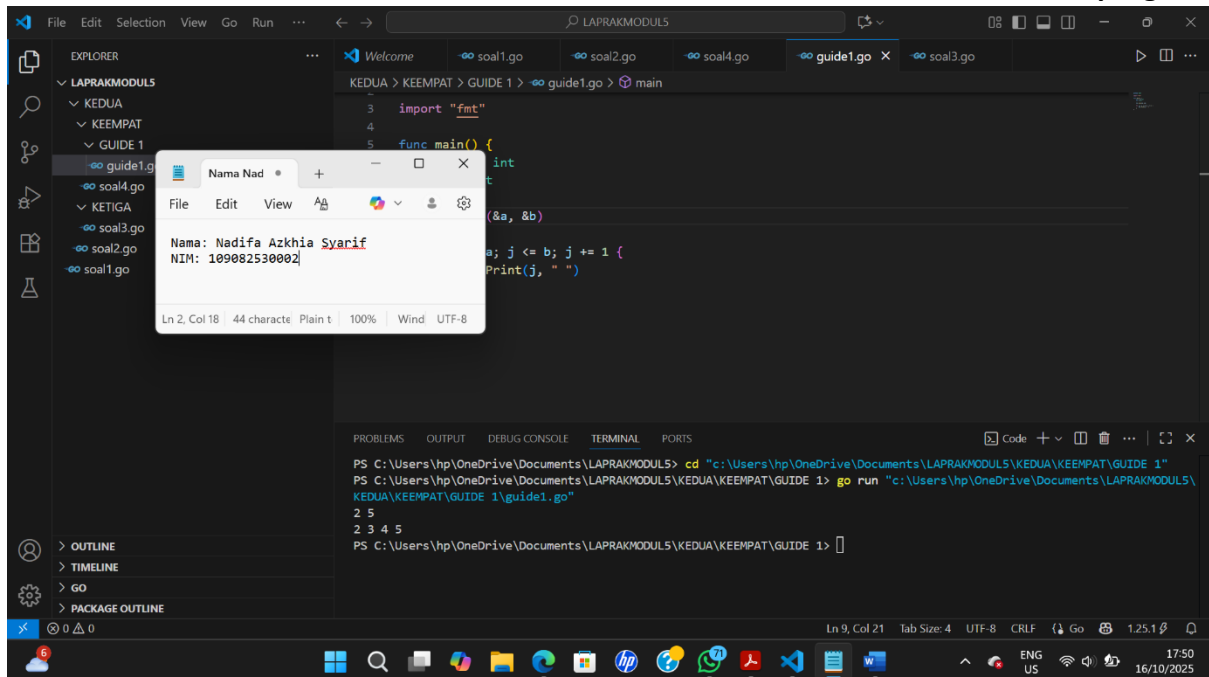 File Edit Selection View Go Run ··· LAPRAKMODUL5
EXPLORER ···
LAPRAKMODUL5
KEDUA
KEEMPAT
GUIDE 1
guide1.g
soal4.go
KETIGA
soal3.go
soal2.go
soal1.go
OUTLINE
TIMELINE
GO
PACKAGE OUTLINE
Welcome soal1.go soal2.go soal4.go guide1.go soal3.go
KEDUA > KEEMPAT > GUIDE 1 > guide1.go > main
3 import "fmt"
4
5 func main() {
int
t
(&a, &b)
a; j <= b; j += 1 {
Print(j, " ")
Nama Nad
File Edit View
Nama: Nadifa Azkhia Syarif
NIM: 109082530002
Ln 2, Col 18 44 characte Plain t 100% Wind UTF-8
PROBLEMS OUTPUT DEBUG CONSOLE TERMINAL PORTS Code
PS C:\Users\hp\OneDrive\Documents\LAPRAKMODUL5> cd "c:\Users\hp\OneDrive\Documents\LAPRAKMODUL5\KEDUA\KEEMPAT\GUIDE 1"
PS C:\Users\hp\OneDrive\Documents\LAPRAKMODUL5\KEDUA\KEEMPAT\GUIDE 1> go run "c:\Users\hp\OneDrive\Documents\LAPRAKMODUL5\
KEDUA\KEEMPAT\GUIDE 1\guide1.go"
2 5
2 3 4 5
PS C:\Users\hp\OneDrive\Documents\LAPRAKMODUL5\KEDUA\KEEMPAT\GUIDE 1>
0 0 Ln 9, Col 21 Tab Size: 4 UTF-8 CRLF Go 1.25.1
6 71 ENG US 17:50
16/10/2025